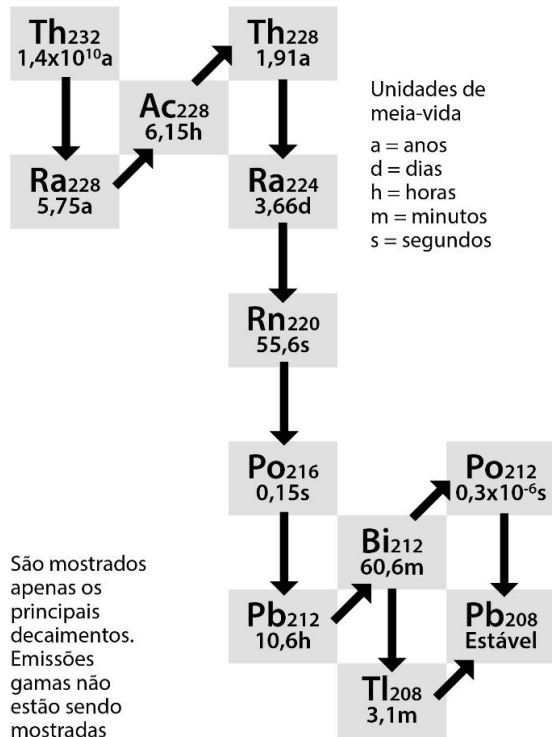 Th232
1,4x10¹⁰a
Th228
1,91a
Ac228
6,15h
Ra228
5,75a
Ra224
3,66d
Unidades de
meia-vida
a = anos
d = dias
h = horas
m = minutos
s = segundos
Rn220
55,6s
Po216
0,15s
Po212
0,3x10⁻⁶s
Bi212
60,6m
Pb212
10,6h
Pb208
Estável
Tl208
3,1m
São mostrados
apenas os
principais
decaimentos.
Emissões
gamas não
estão sendo
mostradas